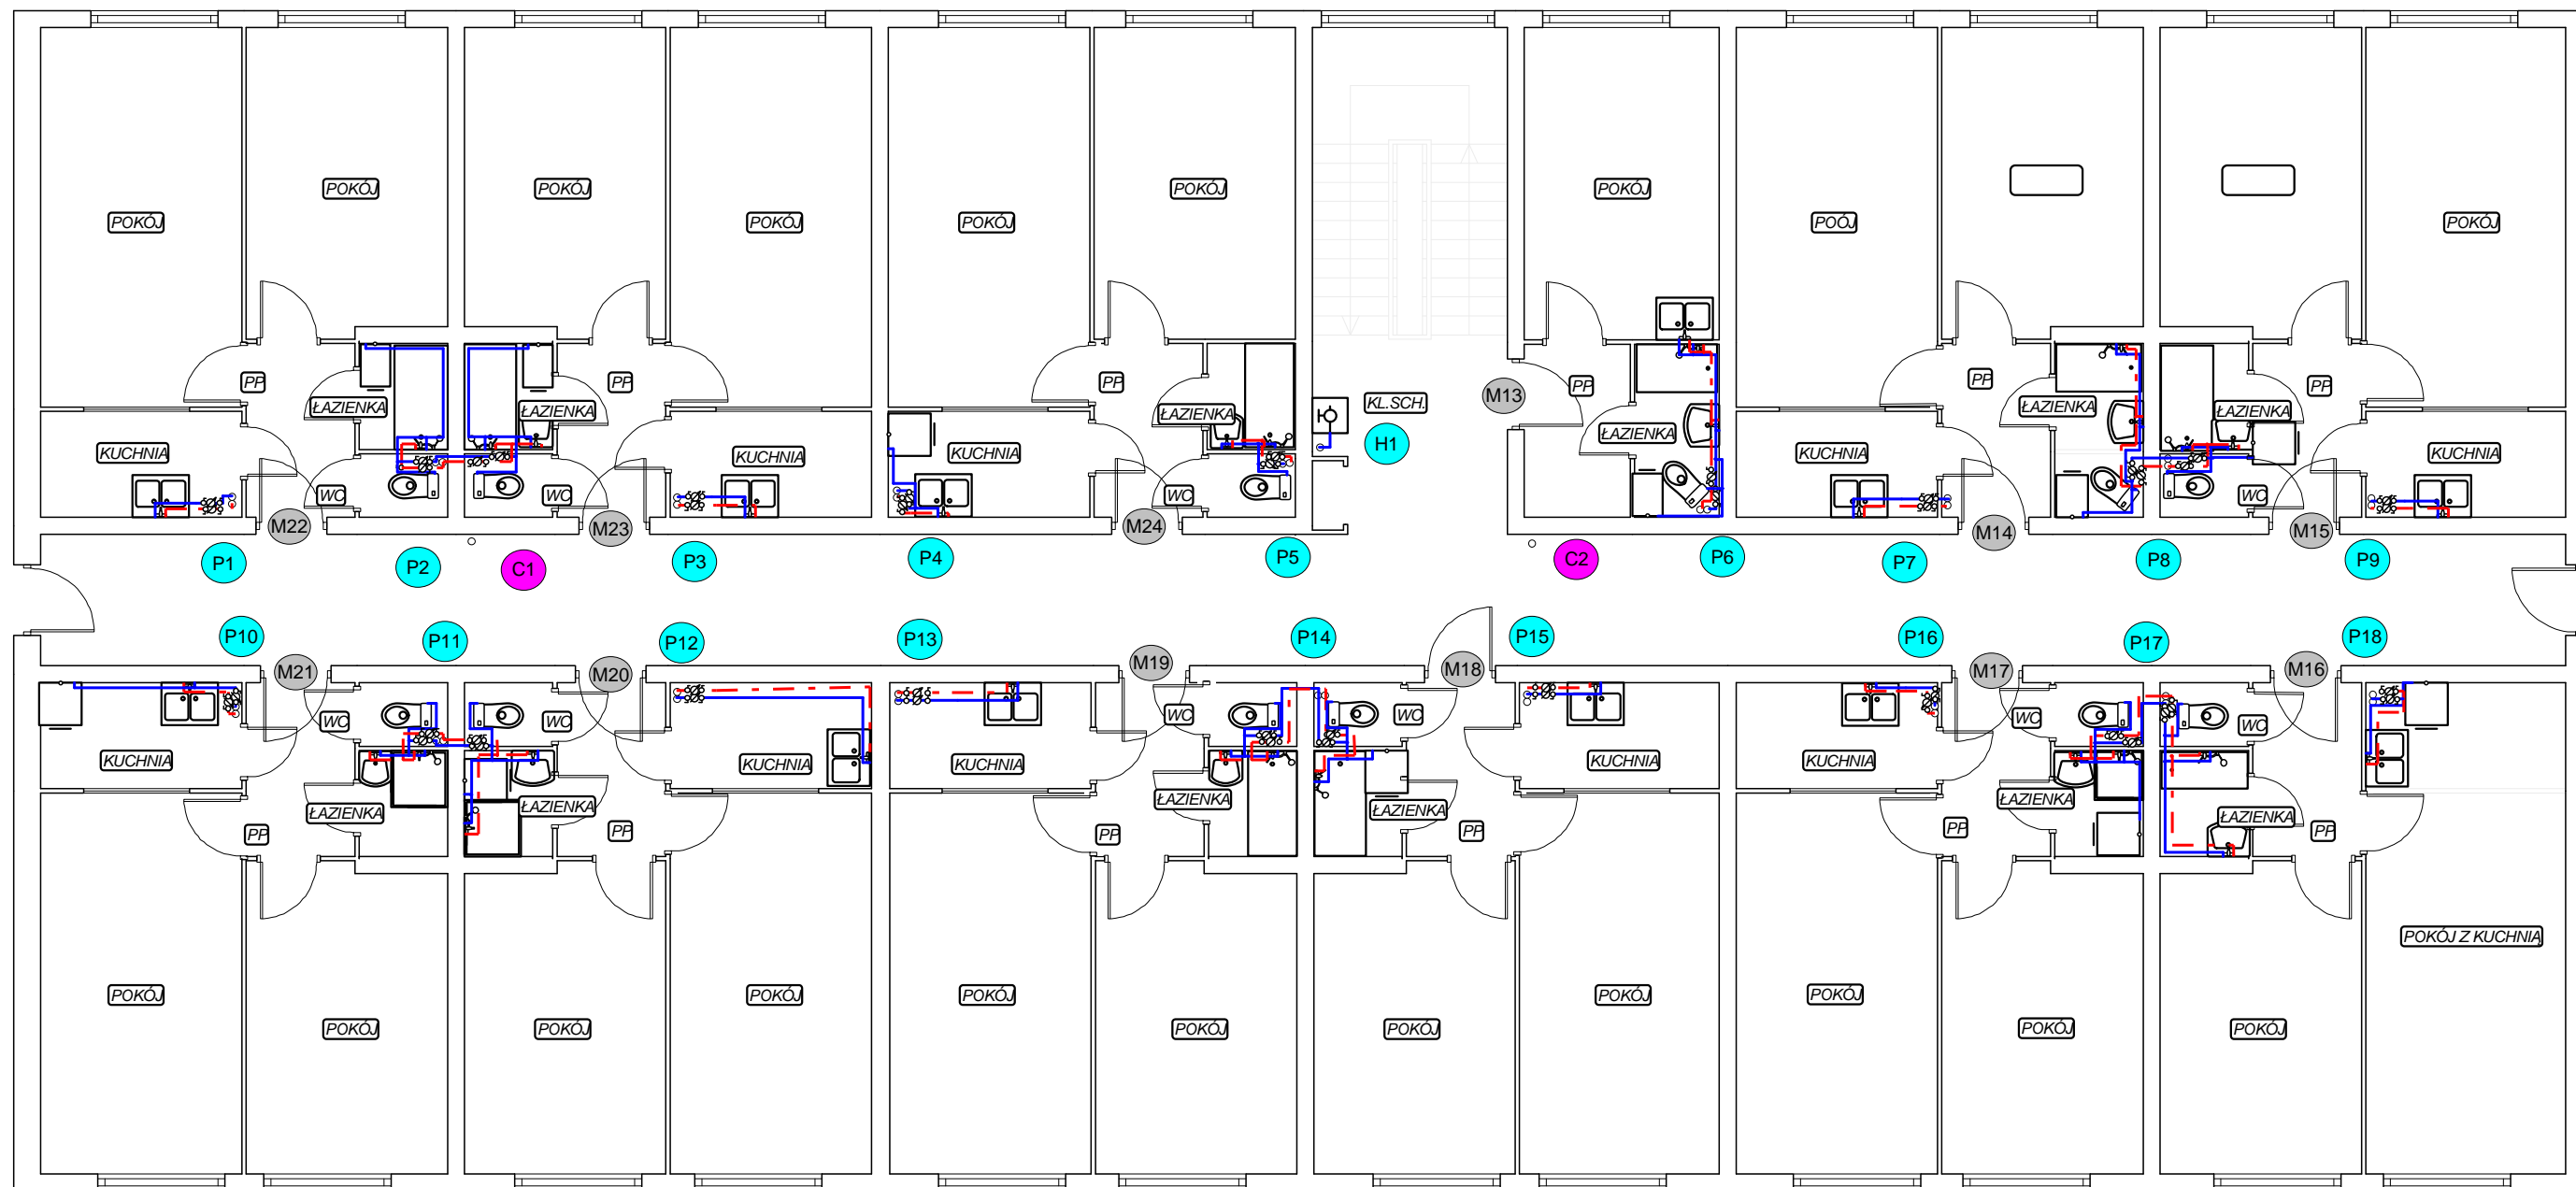 POKÓJ
POKÓJ
POKÓJ
POKÓJ
POKÓJ
POKÓJ
POKÓJ
POÓJ
POKÓJ
POKÓJ
PP
PP
PP
PP
PP
PP
ŁAZIENKA
ŁAZIENKA
ŁAZIENKA
KL.SCH.
M13
ŁAZIENKA
ŁAZIENKA
ŁAZIENKA
KUCHNIA
KUCHNIA
KUCHNIA
H1
KUCHNIA
KUCHNIA
WC
WC
WC
WC
M22
M23
M24
M14
M15
P1
P2
C1
P3
P4
P5
C2
P6
P7
P8
P9
P10
P11
P12
P13
P14
P15
P16
P17
P18
M21
M20
M19
M18
M17
M16
WC
WC
WC
WC
WC
WC
KUCHNIA
KUCHNIA
KUCHNIA
KUCHNIA
KUCHNIA
ŁAZIENKA
ŁAZIENKA
ŁAZIENKA
ŁAZIENKA
ŁAZIENKA
ŁAZIENKA
PP
PP
PP
PP
PP
PP
POKÓJ Z KUCHNIĄ
POKÓJ
POKÓJ
POKÓJ
POKÓJ
POKÓJ
POKÓJ
POKÓJ
POKÓJ
POKÓJ
POKÓJ
POKÓJ